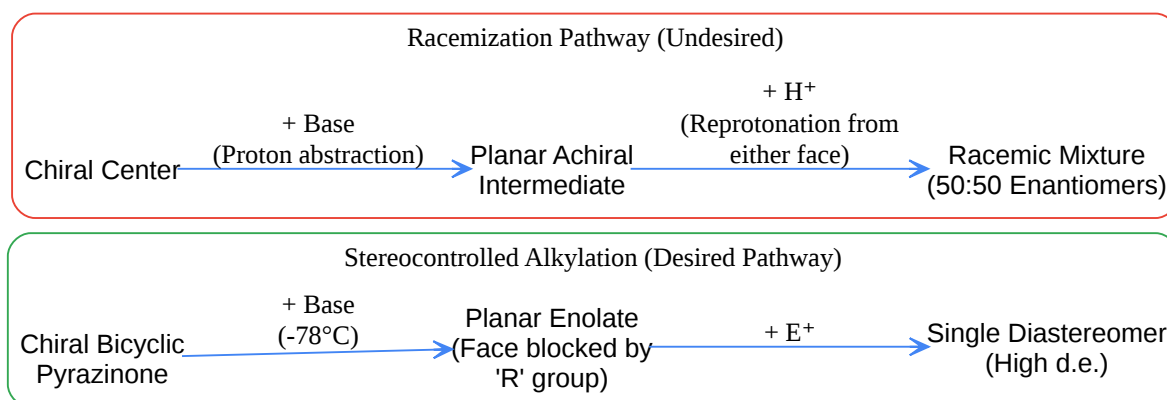 Racemization Pathway (Undesired)
+ H⁺
+ Base
(Reprotonation from
(Proton abstraction)
either face)
Chiral Center
Planar Achiral
Intermediate
Racemic Mixture
(50:50 Enantiomers)
Stereocontrolled Alkylation (Desired Pathway)
+ Base
(-78°C)
Chiral Bicyclic
Pyrazinone
Planar Enolate
(Face blocked by
'R' group)
+ E⁺
Single Diastereomer
(High d.e.)